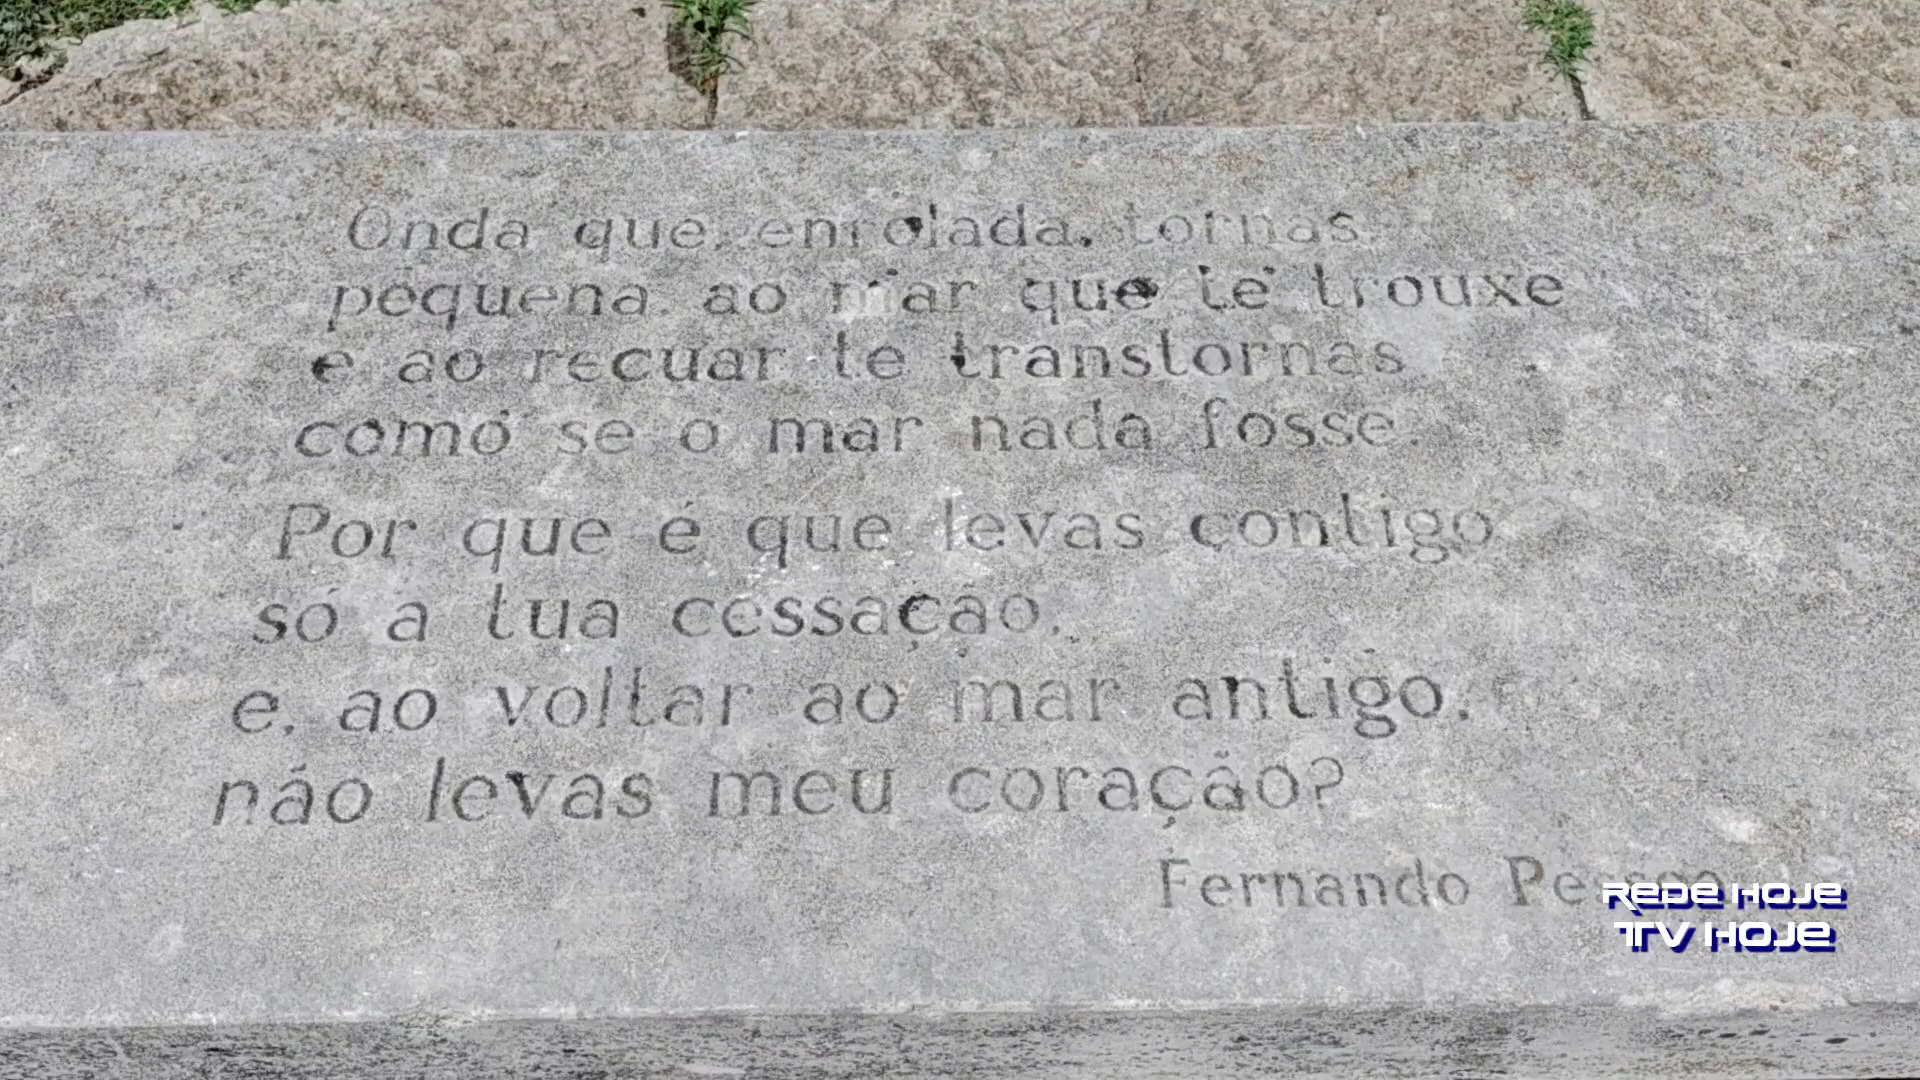 Onda que, enrolada, tornas,
pequena, ao mar que te trouxe
e ao recuar te transtornas
como se o mar nada fosse.
Por que é que levas contigo
só a tua cessação,
e, ao voltar ao mar antigo,
não levas meu coração?
Fernando Pessoa
REDE HOJE
TV HOJE